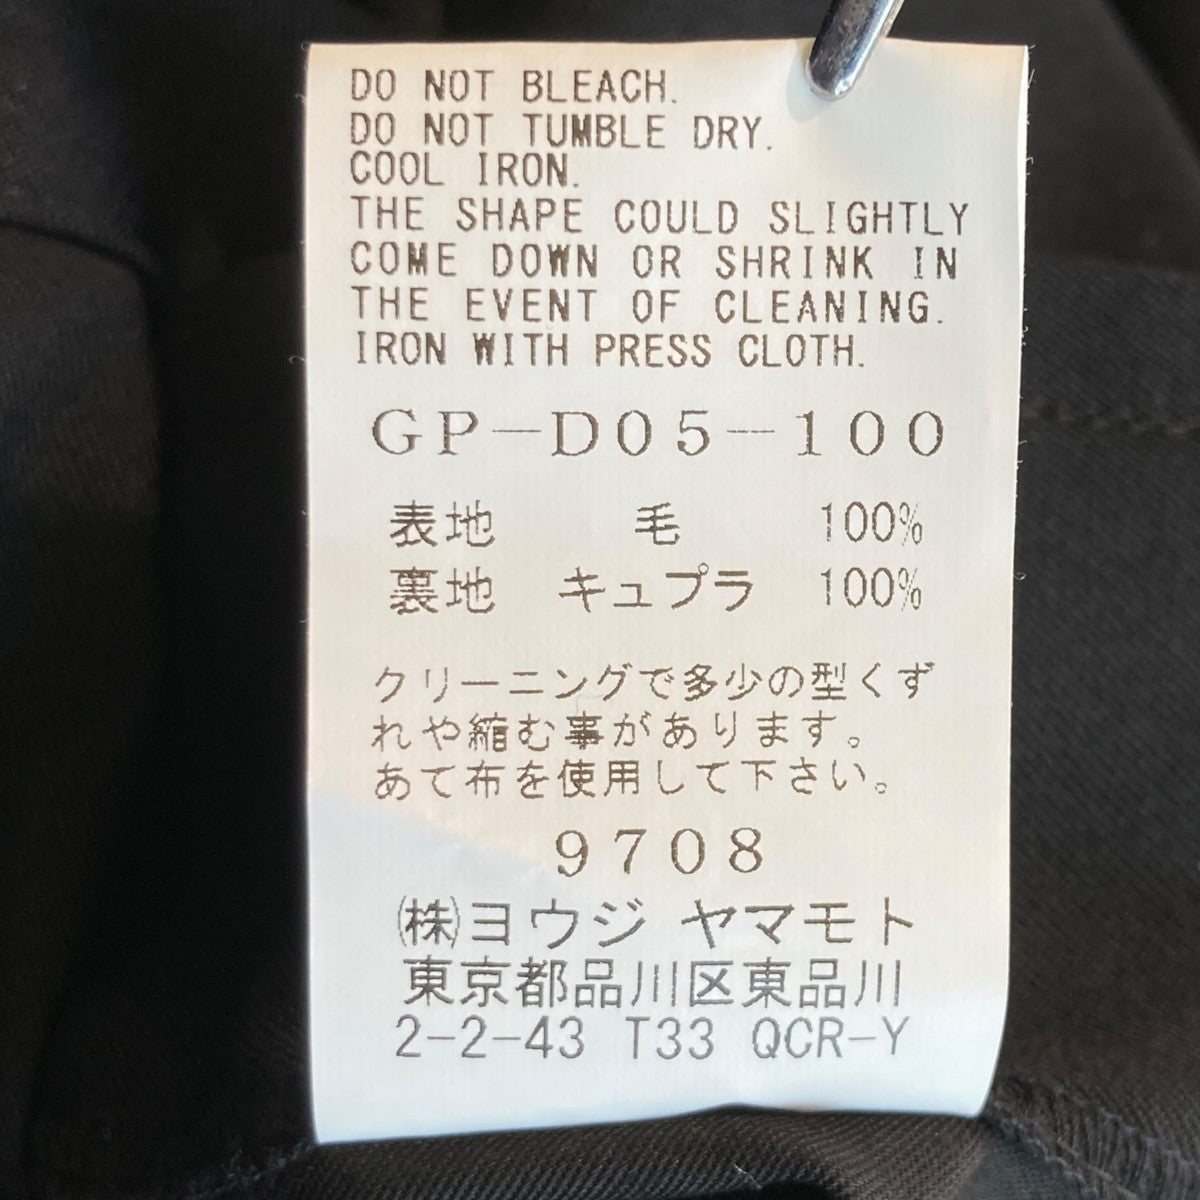 DO NOT BLEACH.
DO NOT TUMBLE DRY.
COOL IRON.
THE SHAPE COULD SLIGHTLY
COME DOWN OR SHRINK IN
THE EVENT OF CLEANING.
IRON WITH PRESS CLOTH.
GP-D05-100
表地 毛 100%
裏地 キュプラ 100%
クリーニングで多少の型くず
れや縮む事があります。
あて布を使用して下さい。
9708
㈱ヨウジ ヤマモト
東京都品川区東品川
2-2-43 T33 QCR-Y